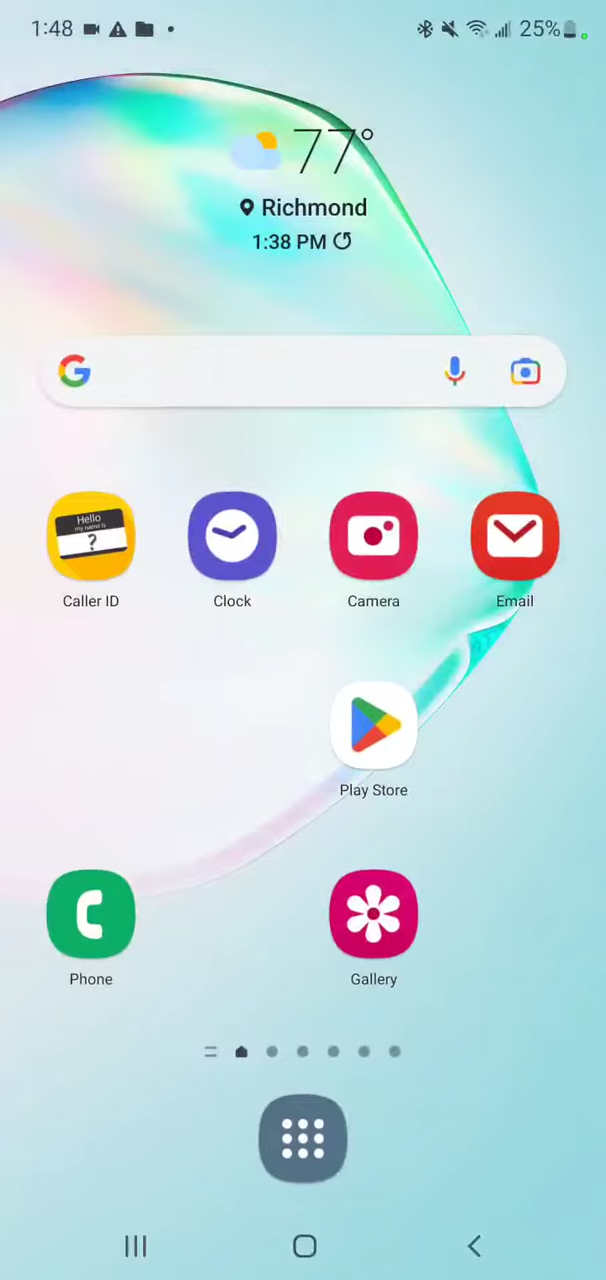 1:48 25%
77°
Richmond
1:38 PM
Hello
my name is
?
Caller ID Clock Camera Email
Play Store
Phone Gallery